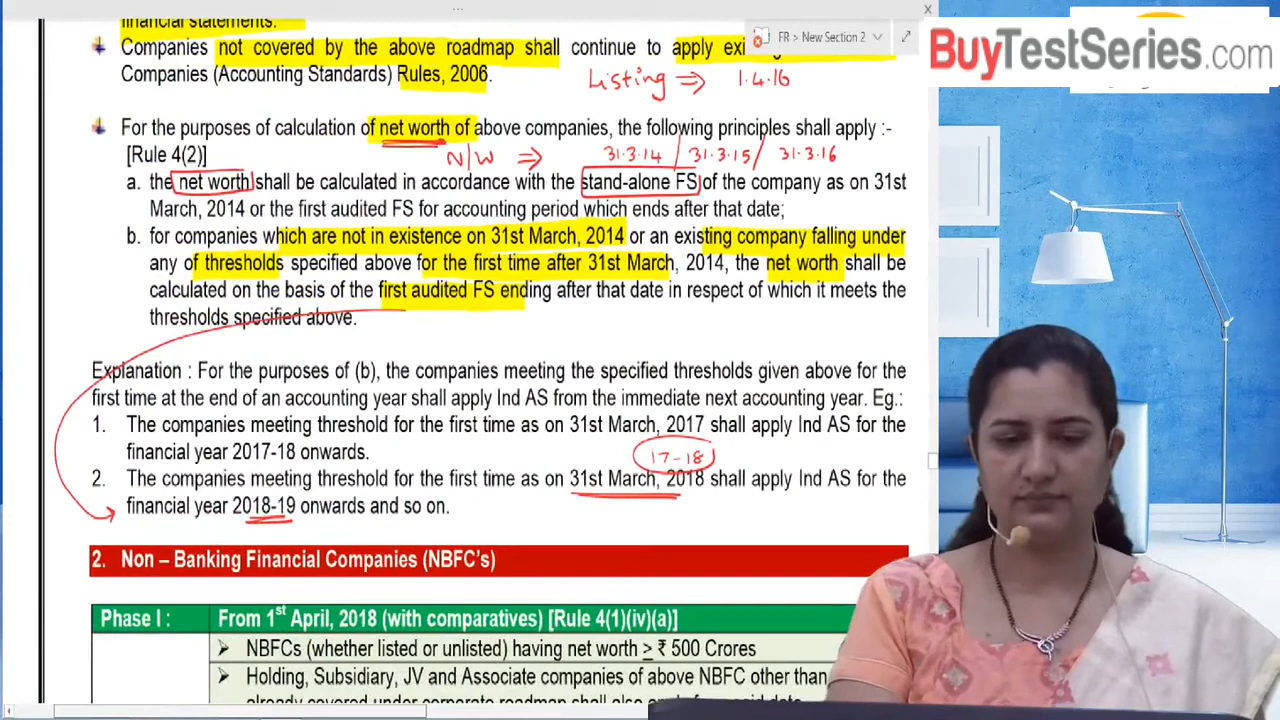 financial statements.
FR > New Section 2
BuyTestSeries.com
Companies not covered by the above roadmap shall continue to apply
Companies (Accounting Standards) Rules, 2006.
Listing ⇒ 1.4.16
For the purposes of calculation of net worth of above companies, the following principles shall apply :-
[Rule 4(2)]
N/W ⇒ 31.3.14 / 31.3.15 / 31.3.16
a. the net worth shall be calculated in accordance with the stand-alone FS of the company as on 31st
March, 2014 or the first audited FS for accounting period which ends after that date;
b. for companies which are not in existence on 31st March, 2014 or an existing company falling under
any of thresholds specified above for the first time after 31st March, 2014, the net worth shall be
calculated on the basis of the first audited FS ending after that date in respect of which it meets the
thresholds specified above.
Explanation : For the purposes of (b), the companies meeting the specified thresholds given above for the
first time at the end of an accounting year shall apply Ind AS from the immediate next accounting year. Eg.:
1. The companies meeting threshold for the first time as on 31st March, 2017 shall apply Ind AS for the
financial year 2017-18 onwards.
17-18
2. The companies meeting threshold for the first time as on 31st March, 2018 shall apply Ind AS for the
financial year 2018-19 onwards and so on.
2. Non – Banking Financial Companies (NBFC's)
Phase I : From 1st April, 2018 (with comparatives) [Rule 4(1)(iv)(a)]
NBFCs (whether listed or unlisted) having net worth ≥ ₹ 500 Crores
Holding, Subsidiary, JV and Associate companies of above NBFC other than